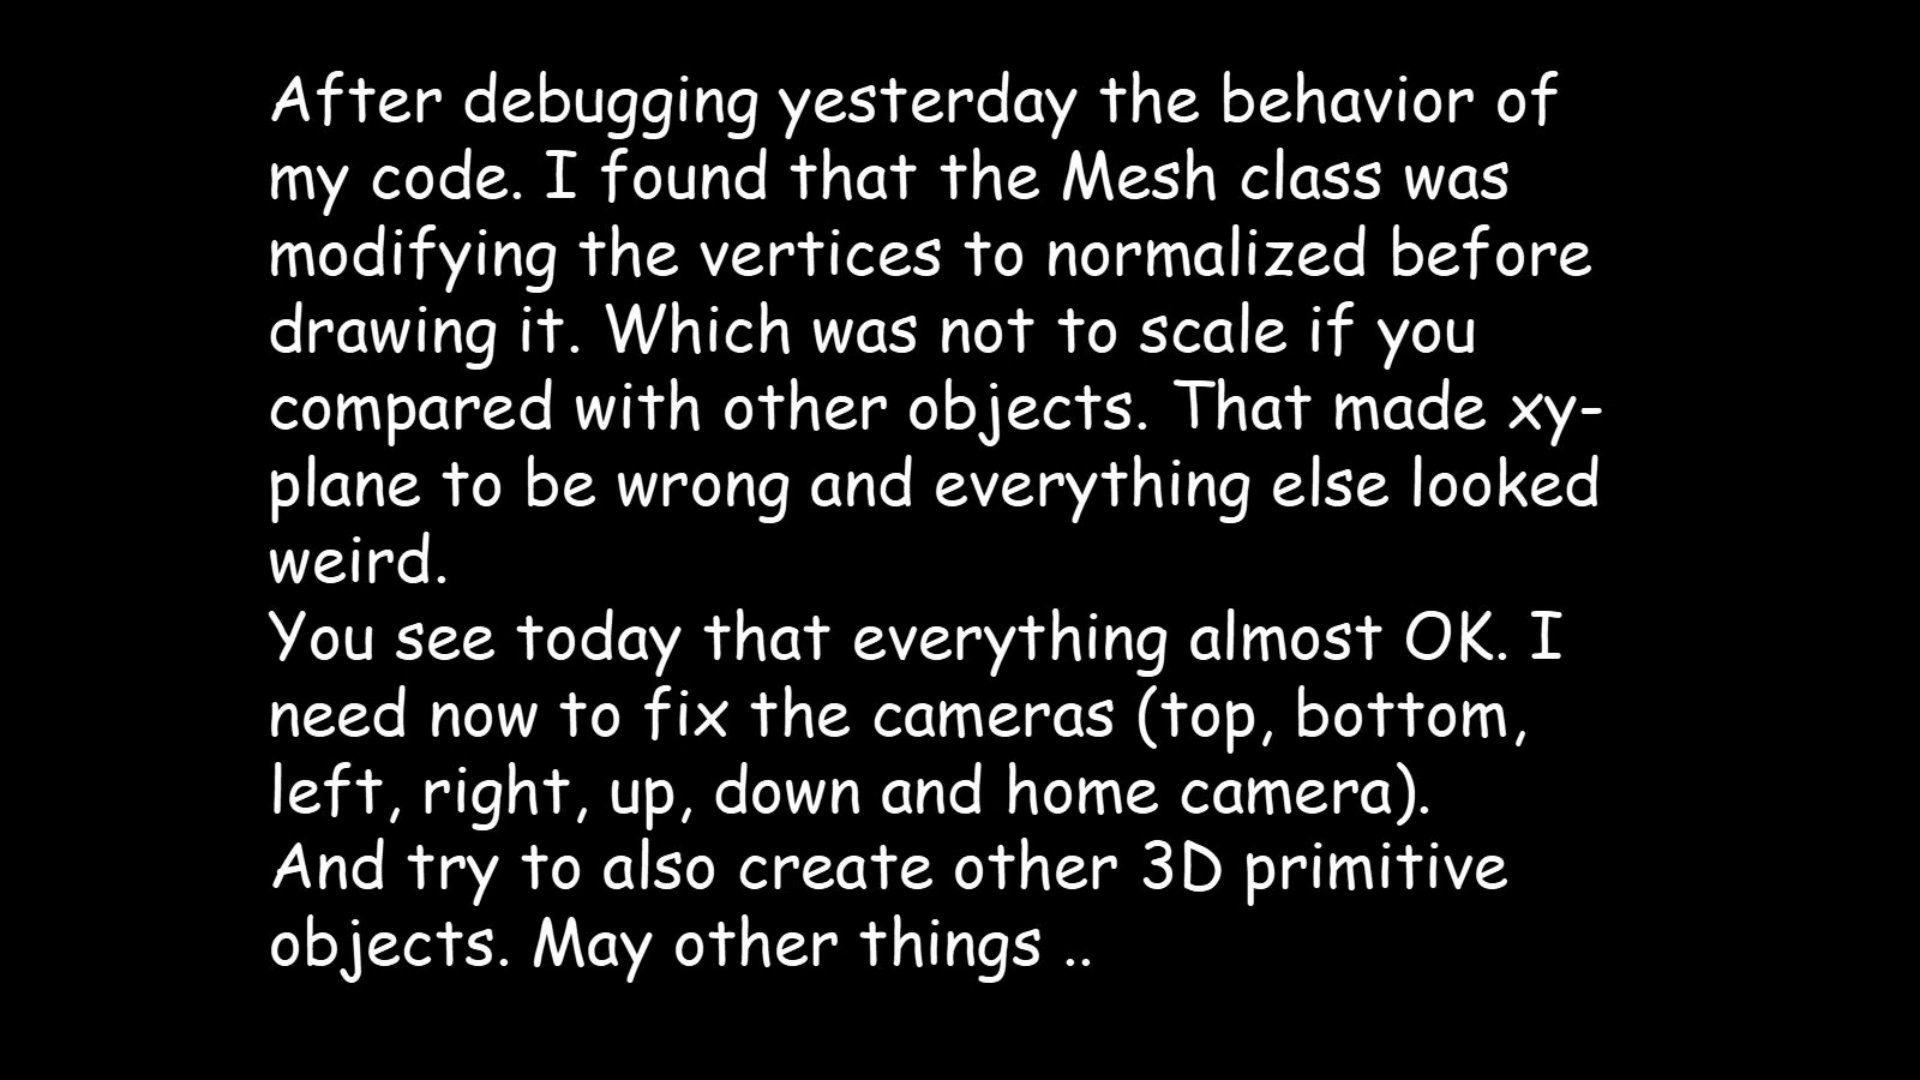 After debugging yesterday the behavior of
my code. I found that the Mesh class was
modifying the vertices to normalized before
drawing it. Which was not to scale if you
compared with other objects. That made xy-
plane to be wrong and everything else looked
weird.
You see today that everything almost OK. I
need now to fix the cameras (top, bottom,
left, right, up, down and home camera).
And try to also create other 3D primitive
objects. May other things ..